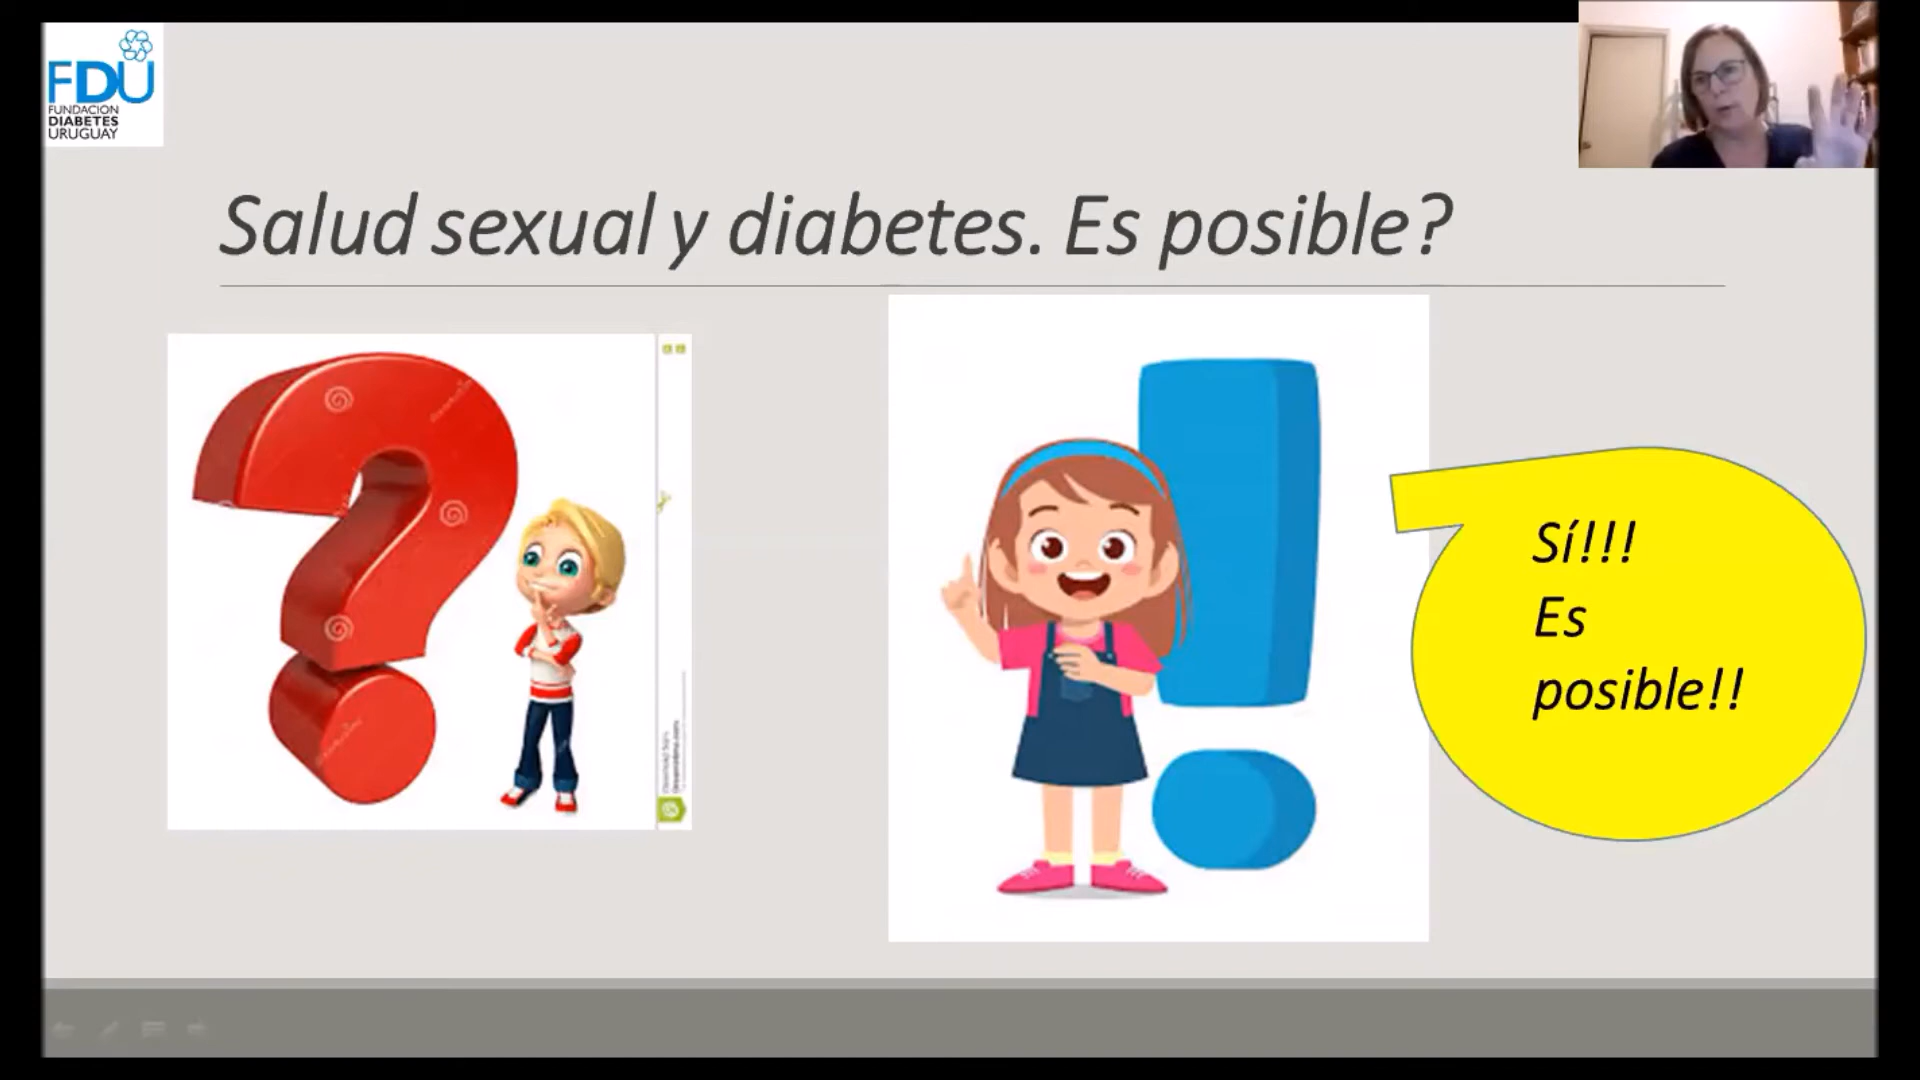 FDU
FUNDACION
DIABETES
URUGUAY
Salud sexual y diabetes. Es posible?
?
!
Sí!!!
Es
posible!!